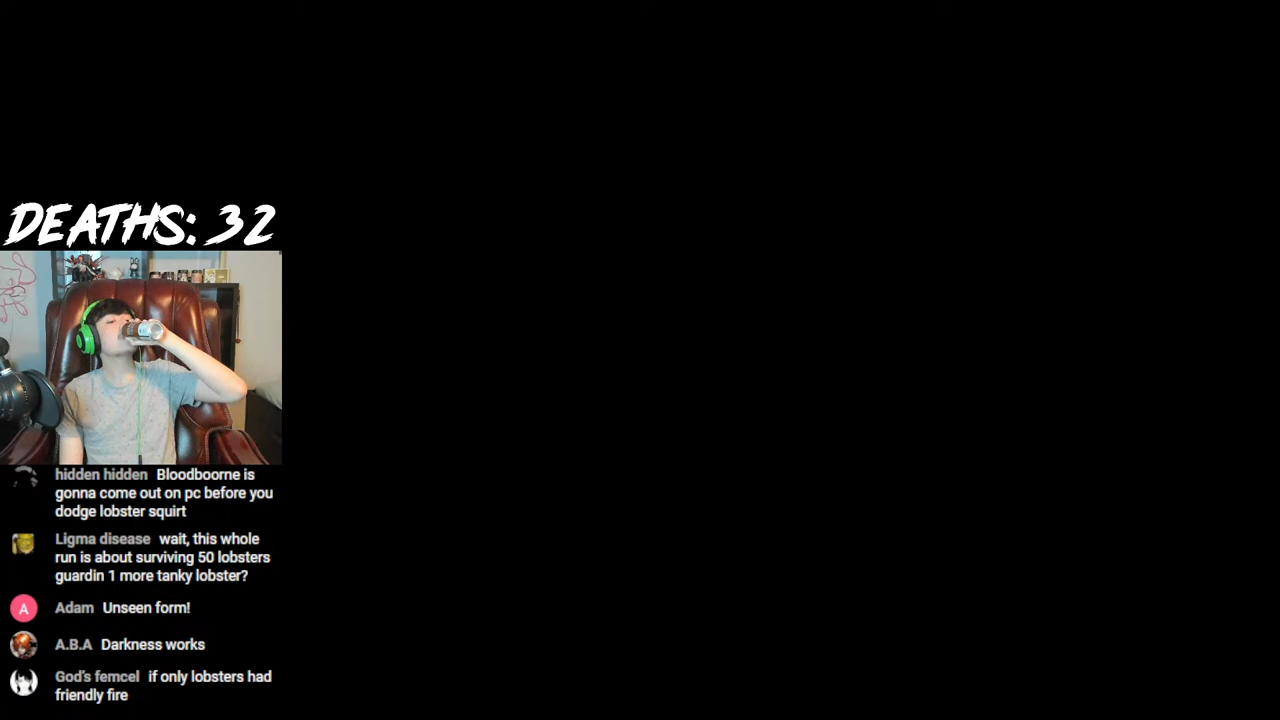 DEATHS: 32
hidden hidden Bloodboorne is
gonna come out on pc before you
dodge lobster squirt
Ligma disease wait, this whole
run is about surviving 50 lobsters
guardin 1 more tanky lobster?
A Adam Unseen form!
A.B.A Darkness works
God's femcel if only lobsters had
friendly fire